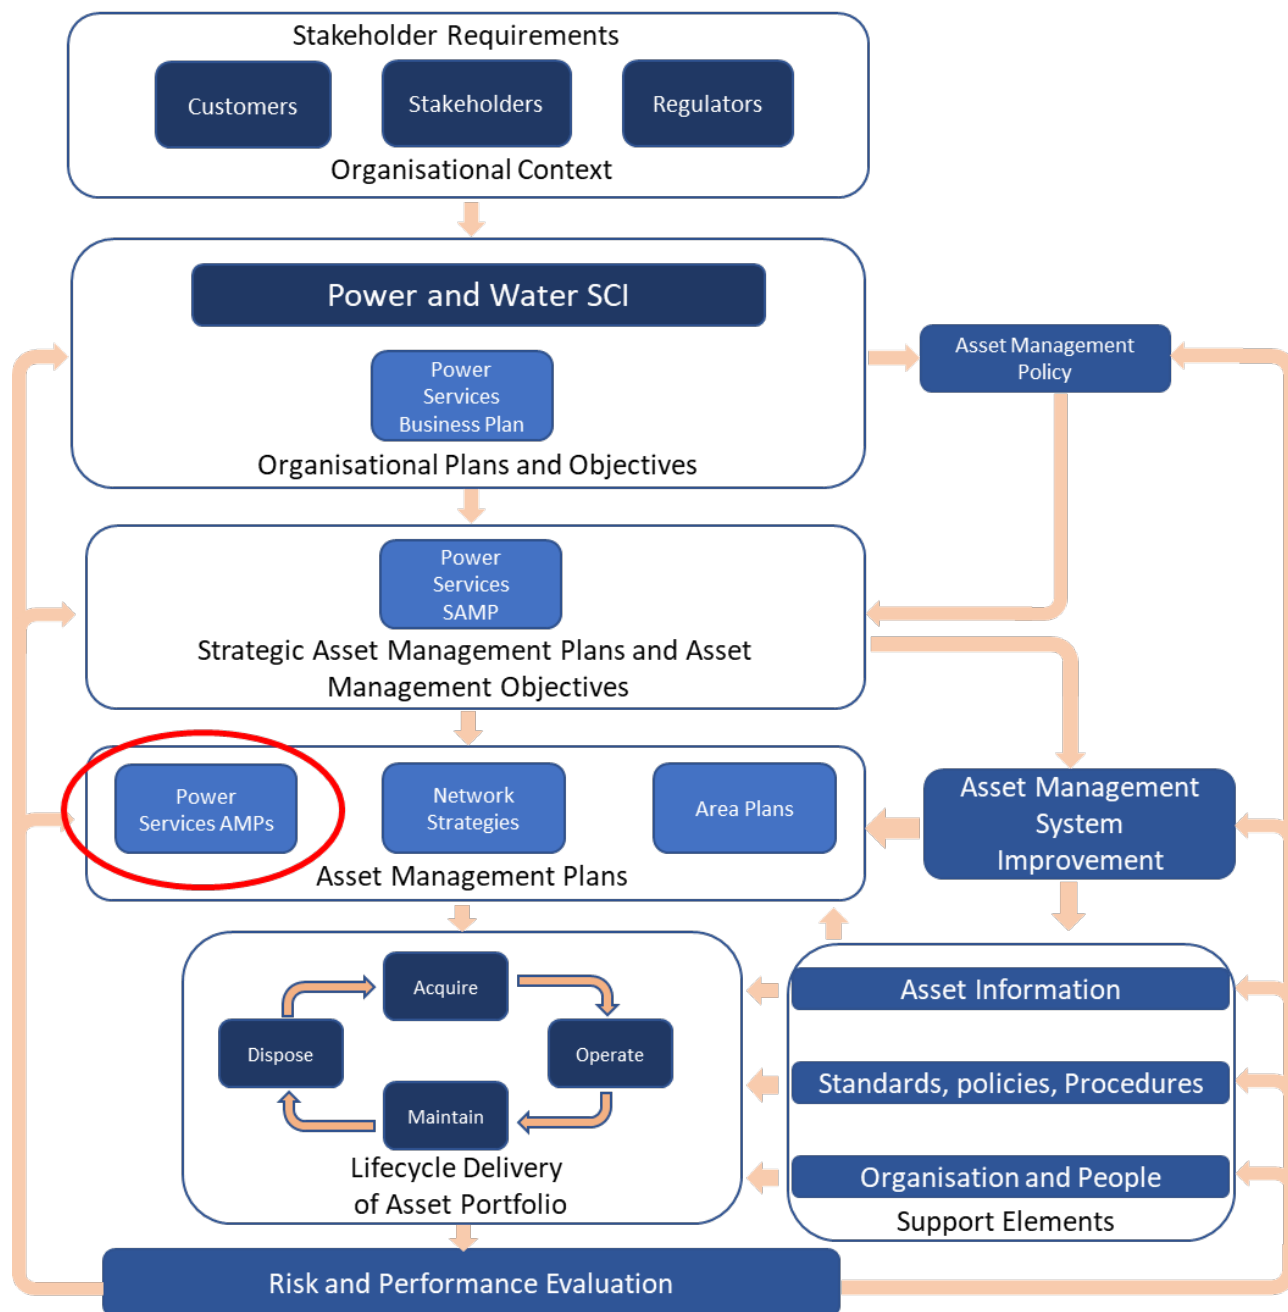 Stakeholder Requirements
Customers
Stakeholders
Regulators
Organisational Context
Power and Water SCI
Power
Services
Business Plan
Organisational Plans and Objectives
Asset Management
Policy
Power
Services
SAMP
Strategic Asset Management Plans and Asset
Management Objectives
Power
Services AMPs
Network
Strategies
Area Plans
Asset Management Plans
Asset Management
System
Improvement
Acquire
Dispose
Operate
Maintain
Lifecycle Delivery
of Asset Portfolio
Asset Information
Standards, policies, Procedures
Organisation and People
Support Elements
Risk and Performance Evaluation